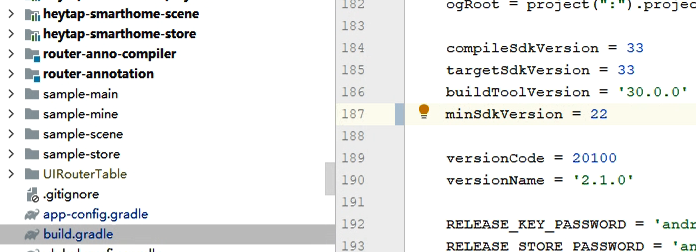 heytap-smarthome-scene
heytap-smarthome-store
router-anno-compiler
router-annotation
sample-main
sample-mine
sample-scene
sample-store
UIRouterTable
.gitignore
app-config.gradle
build.gradle
182 ogRoot = project(":").projec
183
184 compileSdkVersion = 33
185 targetSdkVersion = 33
186 buildToolVersion = '30.0.0'
187 minSdkVersion = 22
188
189 versionCode = 20100
190 versionName = '2.1.0'
191
192 RELEASE_KEY_PASSWORD = 'andr
193 RELEASE_STORE_PASSWORD = 'an